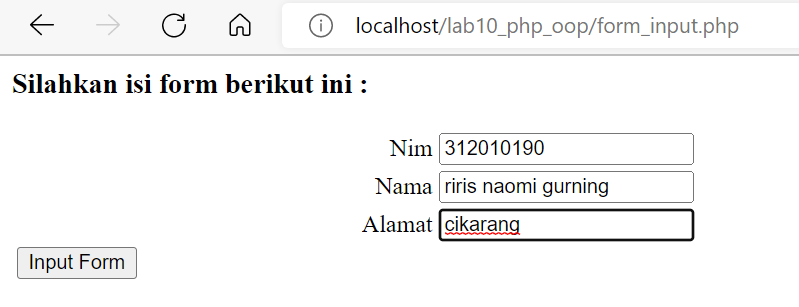 localhost/lab10_php_oop/form_input.php
Silahkan isi form berikut ini :
Nim 312010190
Nama riris naomi gurning
Alamat cikarang
Input Form